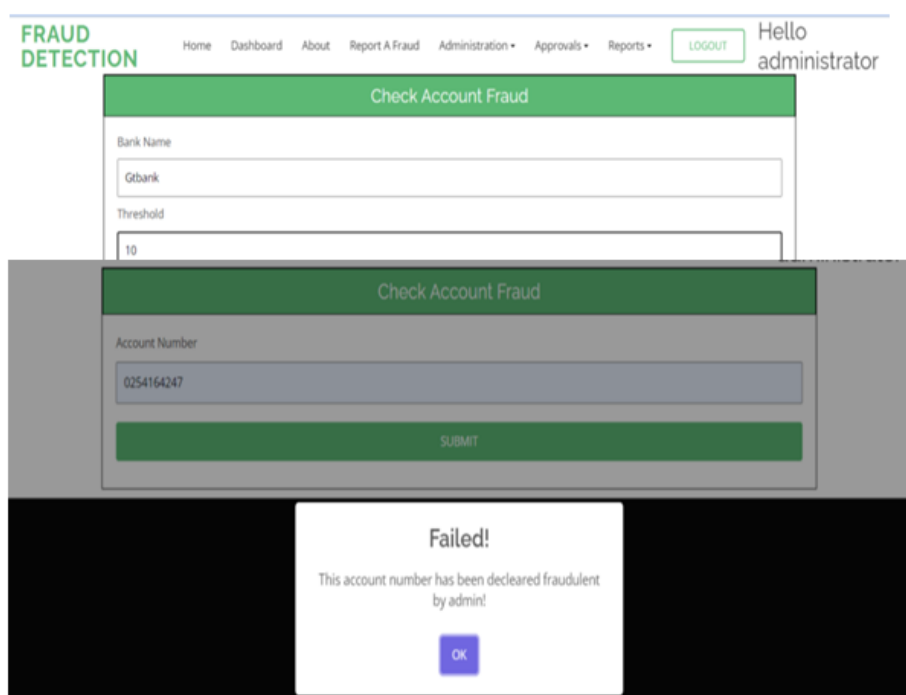 FRAUD
DETECTION
Home Dashboard About Report A Fraud Administration Approvals Reports LOGOUT
Hello
administrator
Check Account Fraud
Bank Name
Gtbank
Threshold
10
Check Account Fraud
Account Number
0254164247
SUBMIT
Failed!
This account number has been decleared fraudulent
by admin!
OK